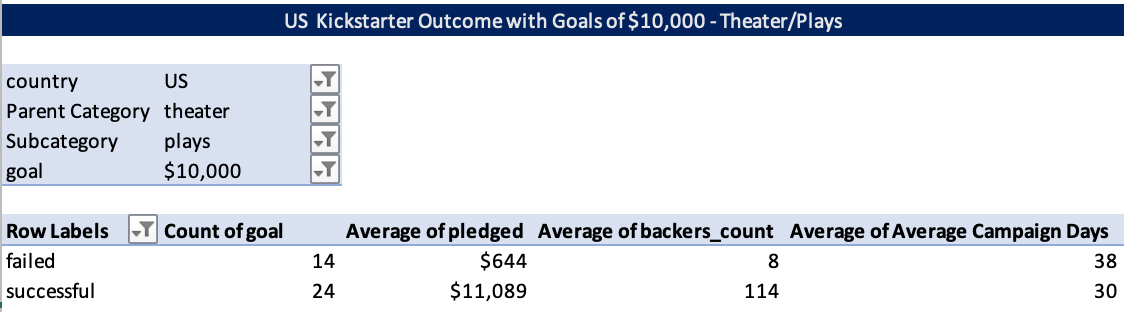 US Kickstarter Outcome with Goals of $10,000 - Theater/Plays
country US
Parent Category theater
Subcategory plays
goal $10,000
Row Labels Count of goal Average of pledged Average of backers_count Average of Average Campaign Days
failed 14 $644 8 38
successful 24 $11,089 114 30